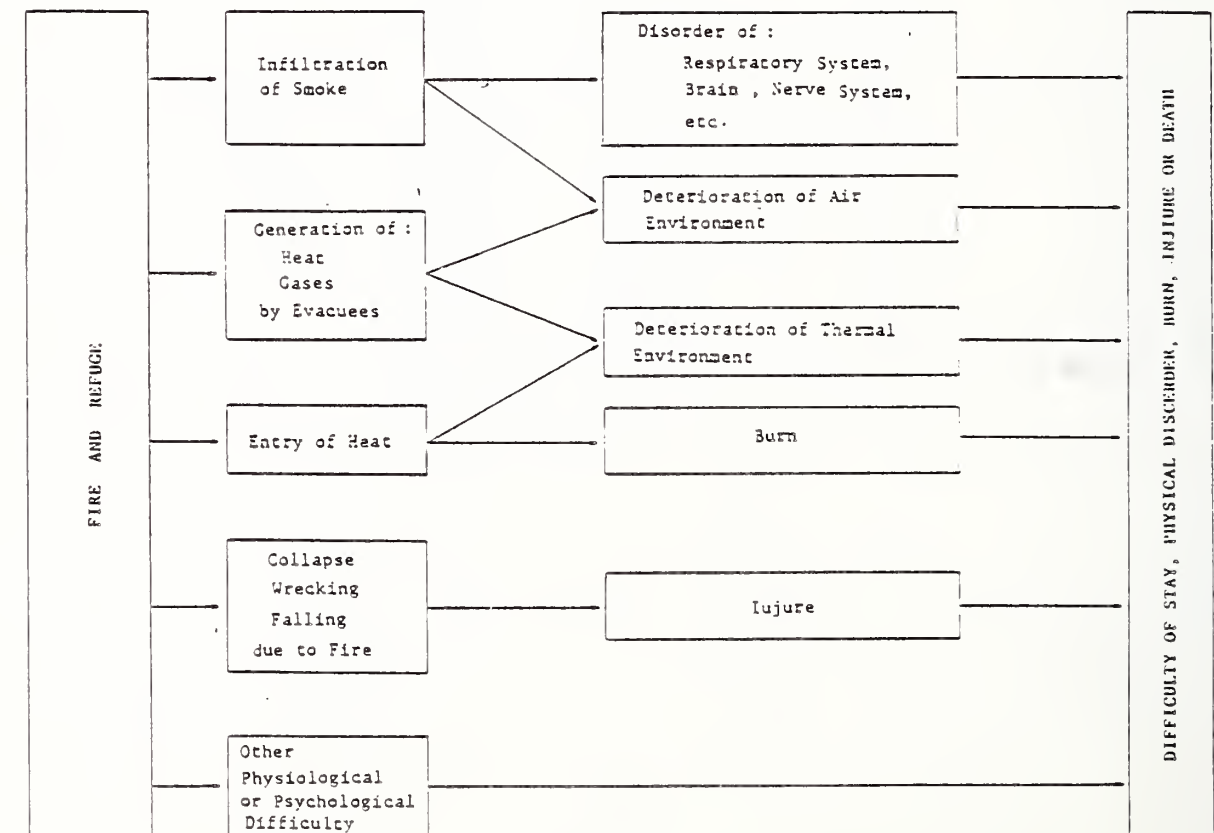 FIRE AND REFUGE
Infiltration
of Smoke
Generation of :
Heat
Gases
by Evacuees
Entry of Heat
Collapse
Wrecking
Falling
due to Fire
Other
Physiological
or Psychological
Difficulty
Disorder of :
Respiratory System,
Brain , Nerve System,
etc.
Deterioration of Air
Environment
Deterioration of Thermal
Environment
Burn
Iujure
DIFFICULTY OF STAY, PHYSICAL DISCERDER, BURN, INJIURE OR DEATH